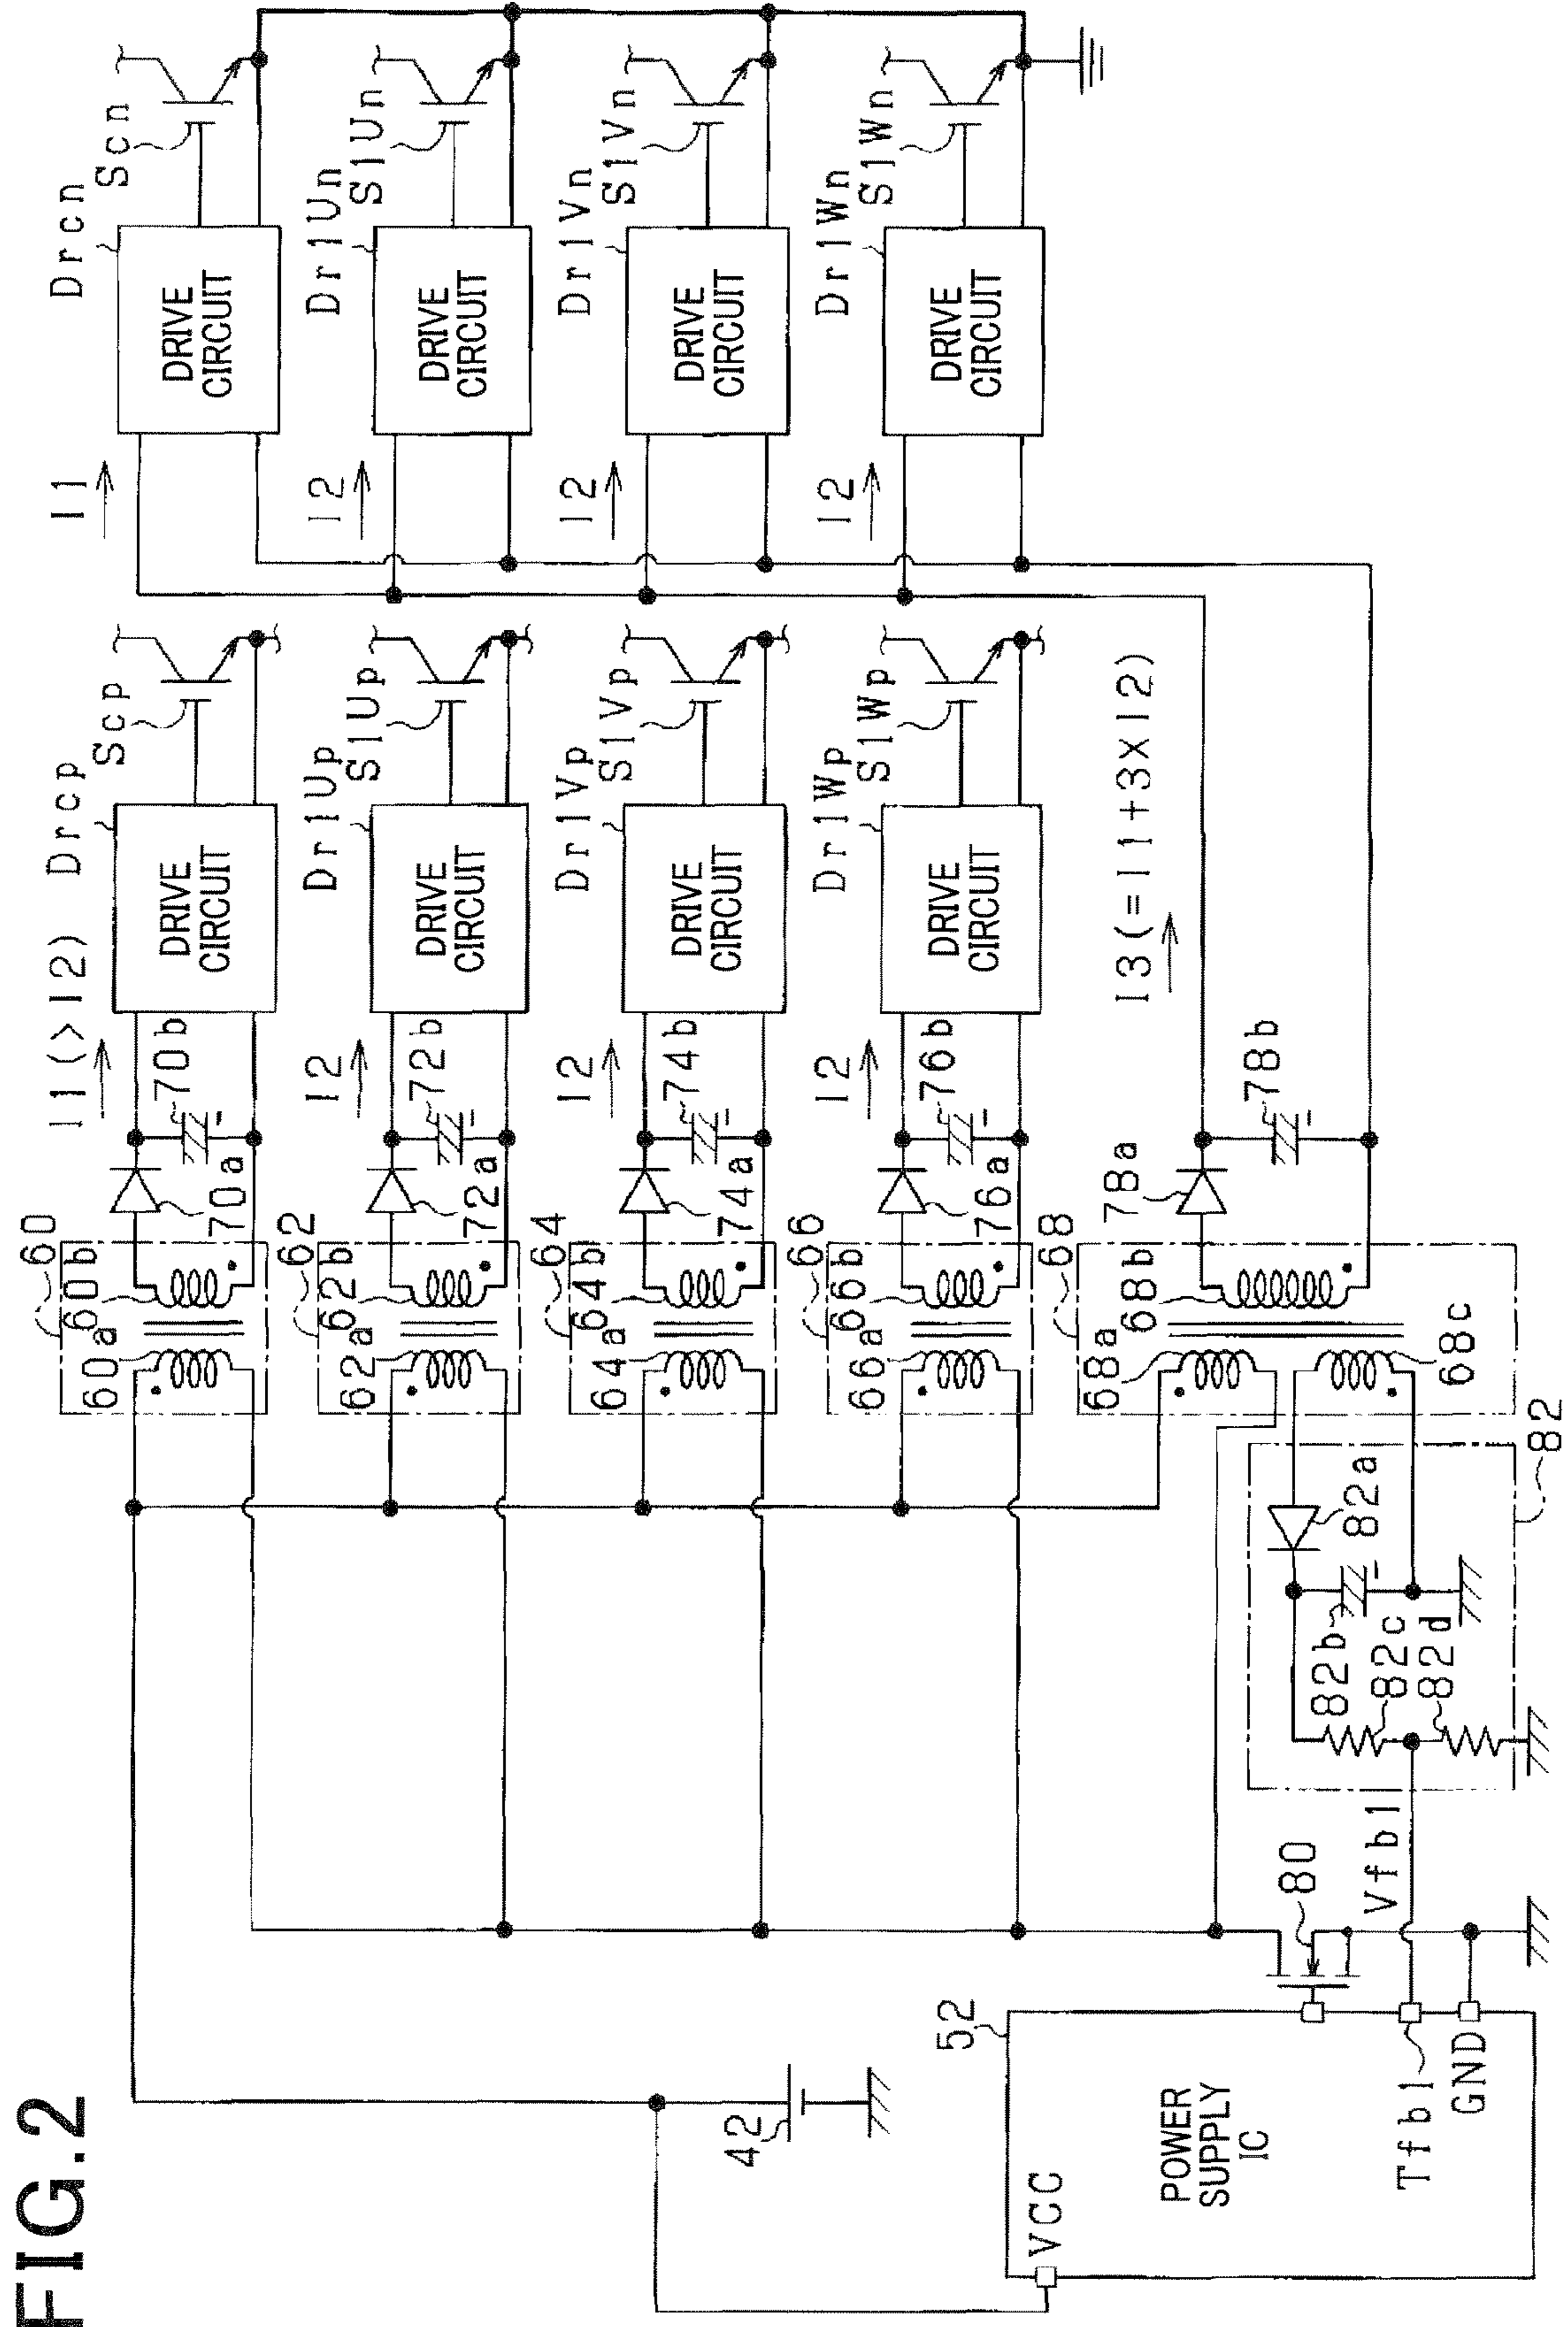 FIG.2
I1(>I2) Drcp
Scp
Drcn
Scn
I1
60
60a
60b
70a
70b
DRIVE
CIRCUIT
DRIVE
CIRCUIT
62
62a
62b
72a
72b
I2
Dr1Up
S1Up
DRIVE
CIRCUIT
I2
Dr1Un
S1Un
DRIVE
CIRCUIT
64
64a
64b
74a
74b
I2
Dr1Vp
S1Vp
DRIVE
CIRCUIT
I2
Dr1Vn
S1Vn
DRIVE
CIRCUIT
66
66a
66b
76a
76b
I2
Dr1Wp
S1Wp
DRIVE
CIRCUIT
I2
Dr1Wn
S1Wn
DRIVE
CIRCUIT
42
52
68
68a
68b
68c
78a
78b
I3(=I1+3×I2)
VCC
POWER
SUPPLY
IC
Tfb1
GND
80
Vfb1
82a
82b
82c
82d
82